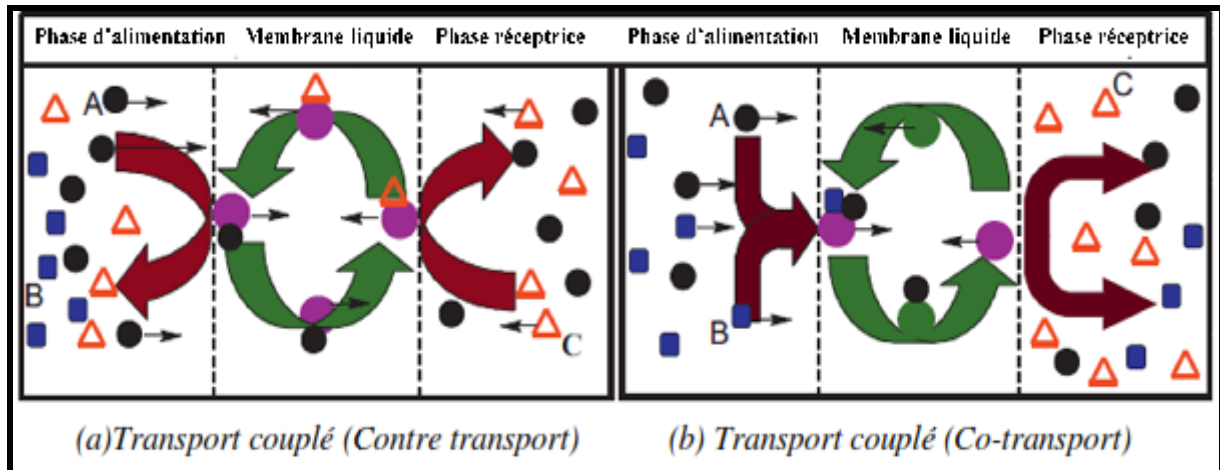 Phase d'alimentation Membrane liquide Phase réceptrice Phase d'alimentation Membrane liquide Phase réceptrice
A
B
C
A
B
C
(a)Transport couplé (Contre transport)
(b) Transport couplé (Co-transport)